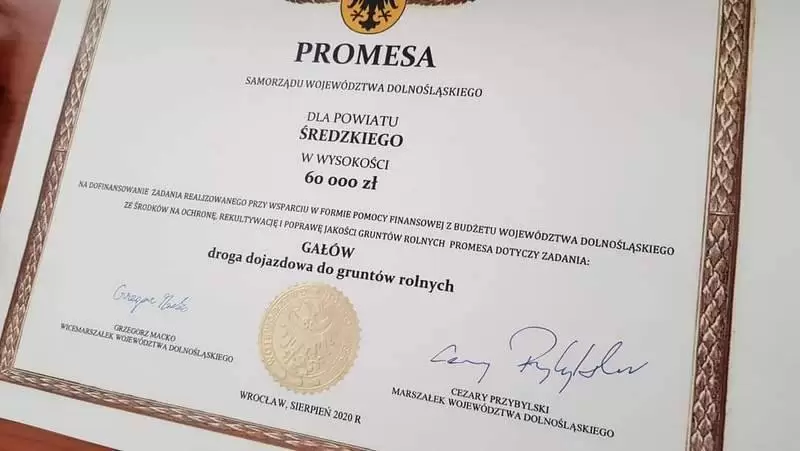 PROMESA
SAMORZĄDU WOJEWÓDZTWA DOLNOŚLĄSKIEGO
DLA POWIATU
ŚREDZKIEGO
W WYSOKOŚCI
60 000 zł
NA DOFINANSOWANIE ZADANIA REALIZOWANEGO PRZY WSPARCIU W FORMIE POMOCY FINANSOWEJ Z BUDŻETU WOJEWÓDZTWA DOLNOŚLĄSKIEGO
ZE ŚRODKÓW NA OCHRONĘ, REKULTYWACJĘ I POPRAWĘ JAKOŚCI GRUNTÓW ROLNYCH PROMESA DOTYCZY ZADANIA:
GAŁÓW
droga dojazdowa do gruntów rolnych
Grzegorz Macko
GRZEGORZ MACKO
WICEMARSZAŁEK WOJEWÓDZTWA DOLNOŚLĄSKIEGO
WROCŁAW, SIERPIEŃ 2020 R
CEZARY PRZYBYLSKI
MARSZAŁEK WOJEWÓDZTWA DOLNOŚLĄSKIEGO